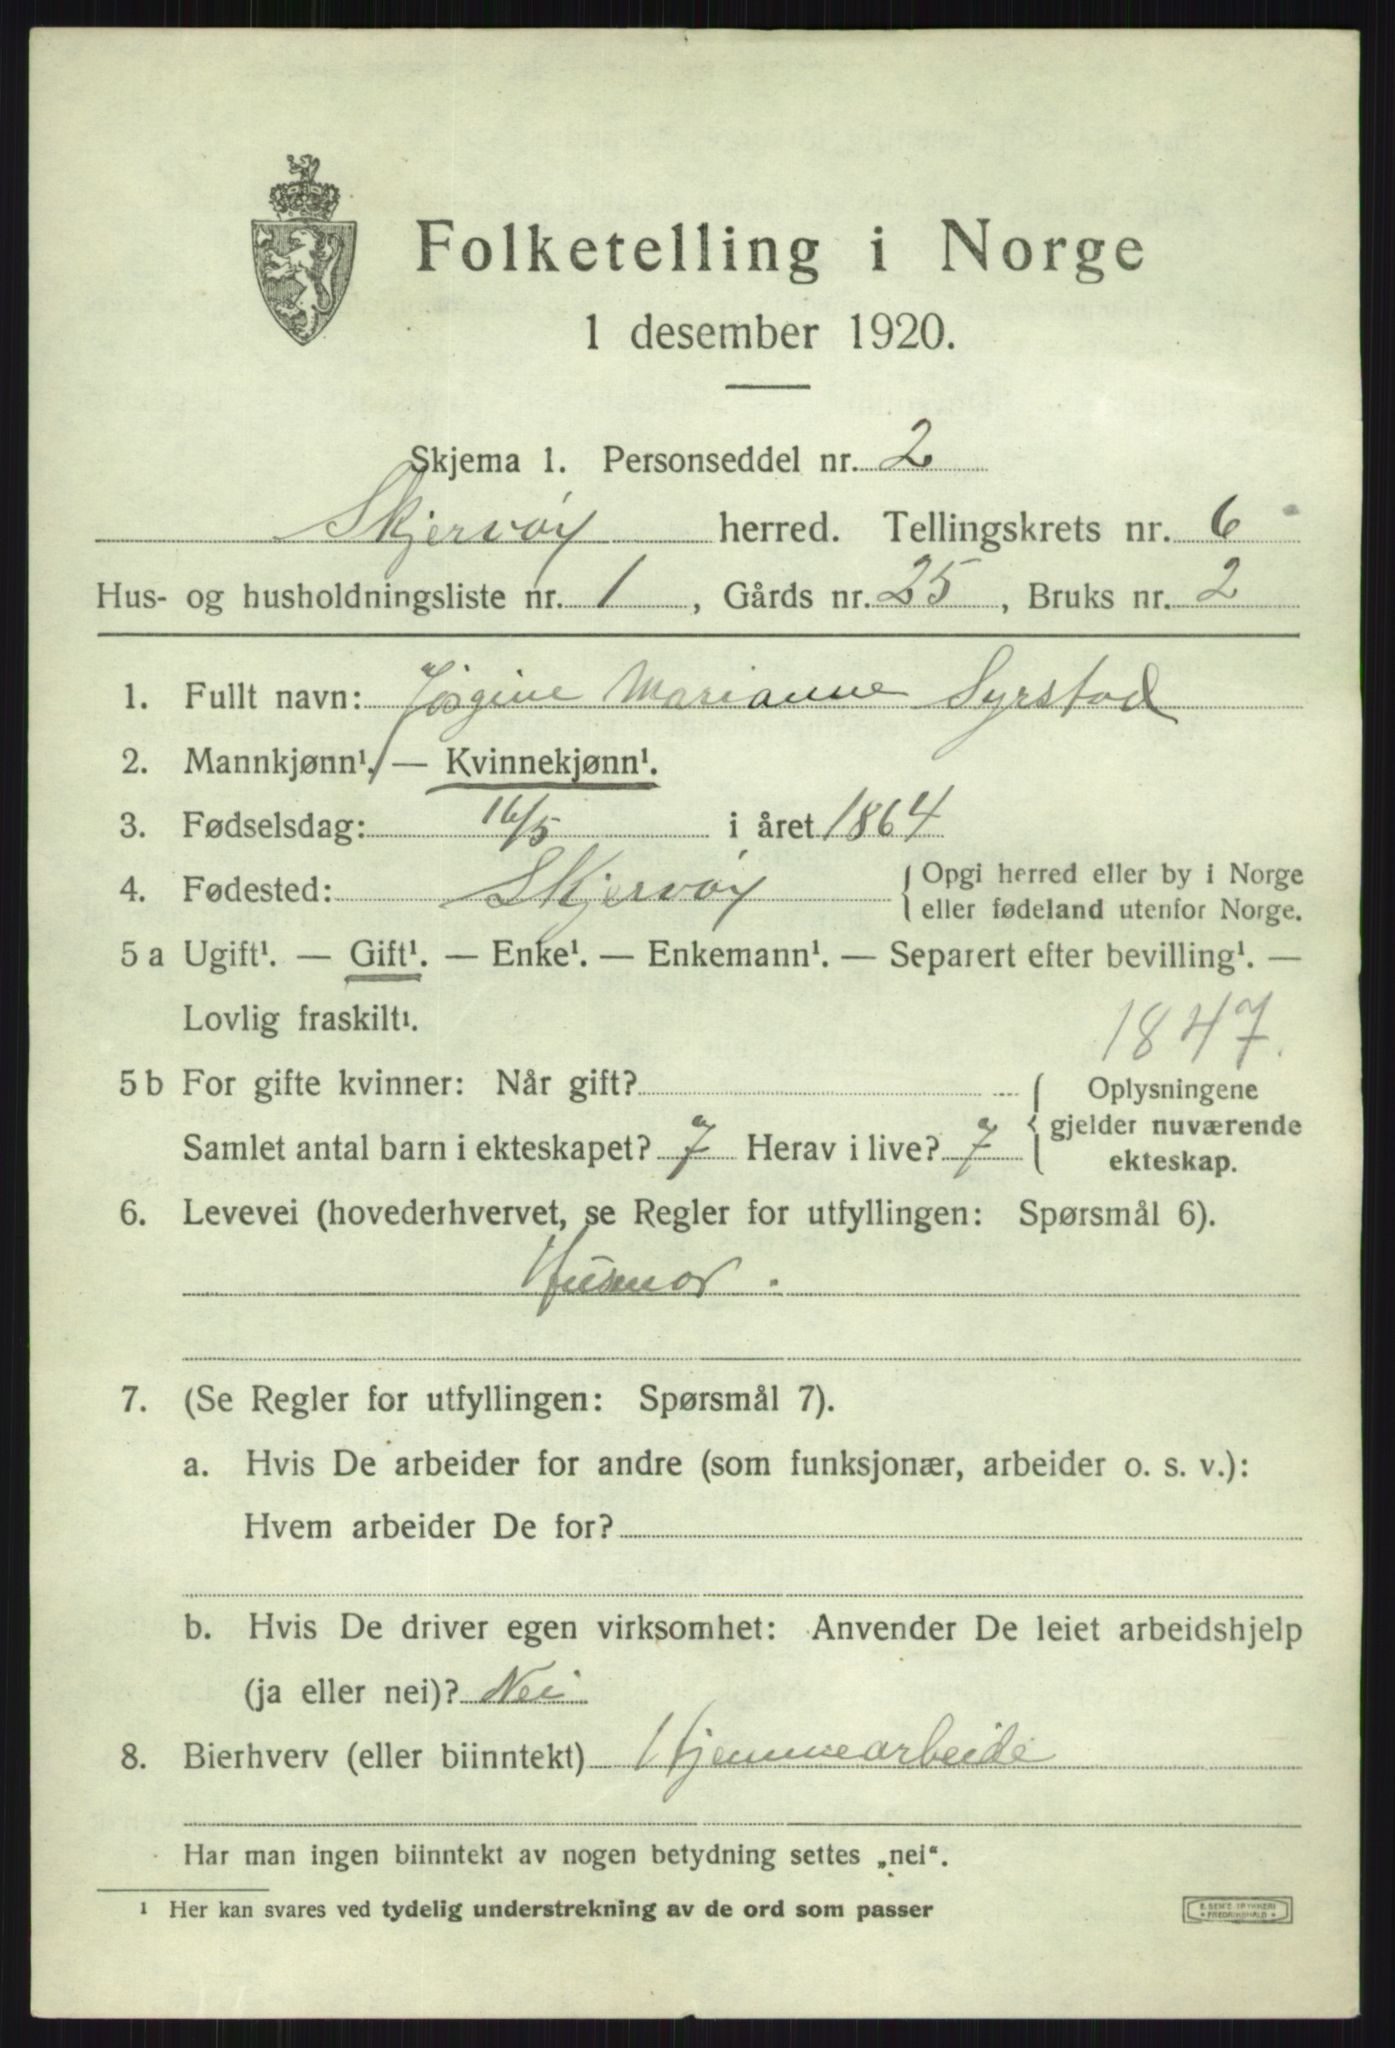 Folketelling i Norge
1 desember 1920.
Skjema 1. Personseddel nr. 2
Skjervöy herred. Tellingskrets nr. 6
Hus- og husholdningsliste nr. 1, Gårds nr. 25, Bruks nr. 2
1. Fullt navn: Jörgine Marianne Syrstad
2. Mannkjønn¹. — Kvinnekjønn¹.
3. Fødselsdag: 16/5 i året 1864
4. Fødested: Skjervöy { Opgi herred eller by i Norge
eller fødeland utenfor Norge.
5 a Ugift¹. — Gift¹. — Enke¹. — Enkemann¹. — Separert efter bevilling¹. —
Lovlig fraskilt¹.
1847.
5 b For gifte kvinner: Når gift? { Oplysningene
gjelder nuværende
Samlet antal barn i ekteskapet? 7 Herav i live? 7
ekteskap.
6. Levevei (hovederhvervet, se Regler for utfyllingen: Spørsmål 6).
Husmor.
7. (Se Regler for utfyllingen: Spørsmål 7).
a. Hvis De arbeider for andre (som funksjonær, arbeider o. s. v.):
Hvem arbeider De for?
b. Hvis De driver egen virksomhet: Anvender De leiet arbeidshjelp
(ja eller nei)? Nei
8. Bierhverv (eller biinntekt) Hjemmearbeide
Har man ingen biinntekt av nogen betydning settes „nei“.
¹ Her kan svares ved tydelig understrekning av de ord som passer
E. SEM'S TRYKKERI
FREDRIKSHALD